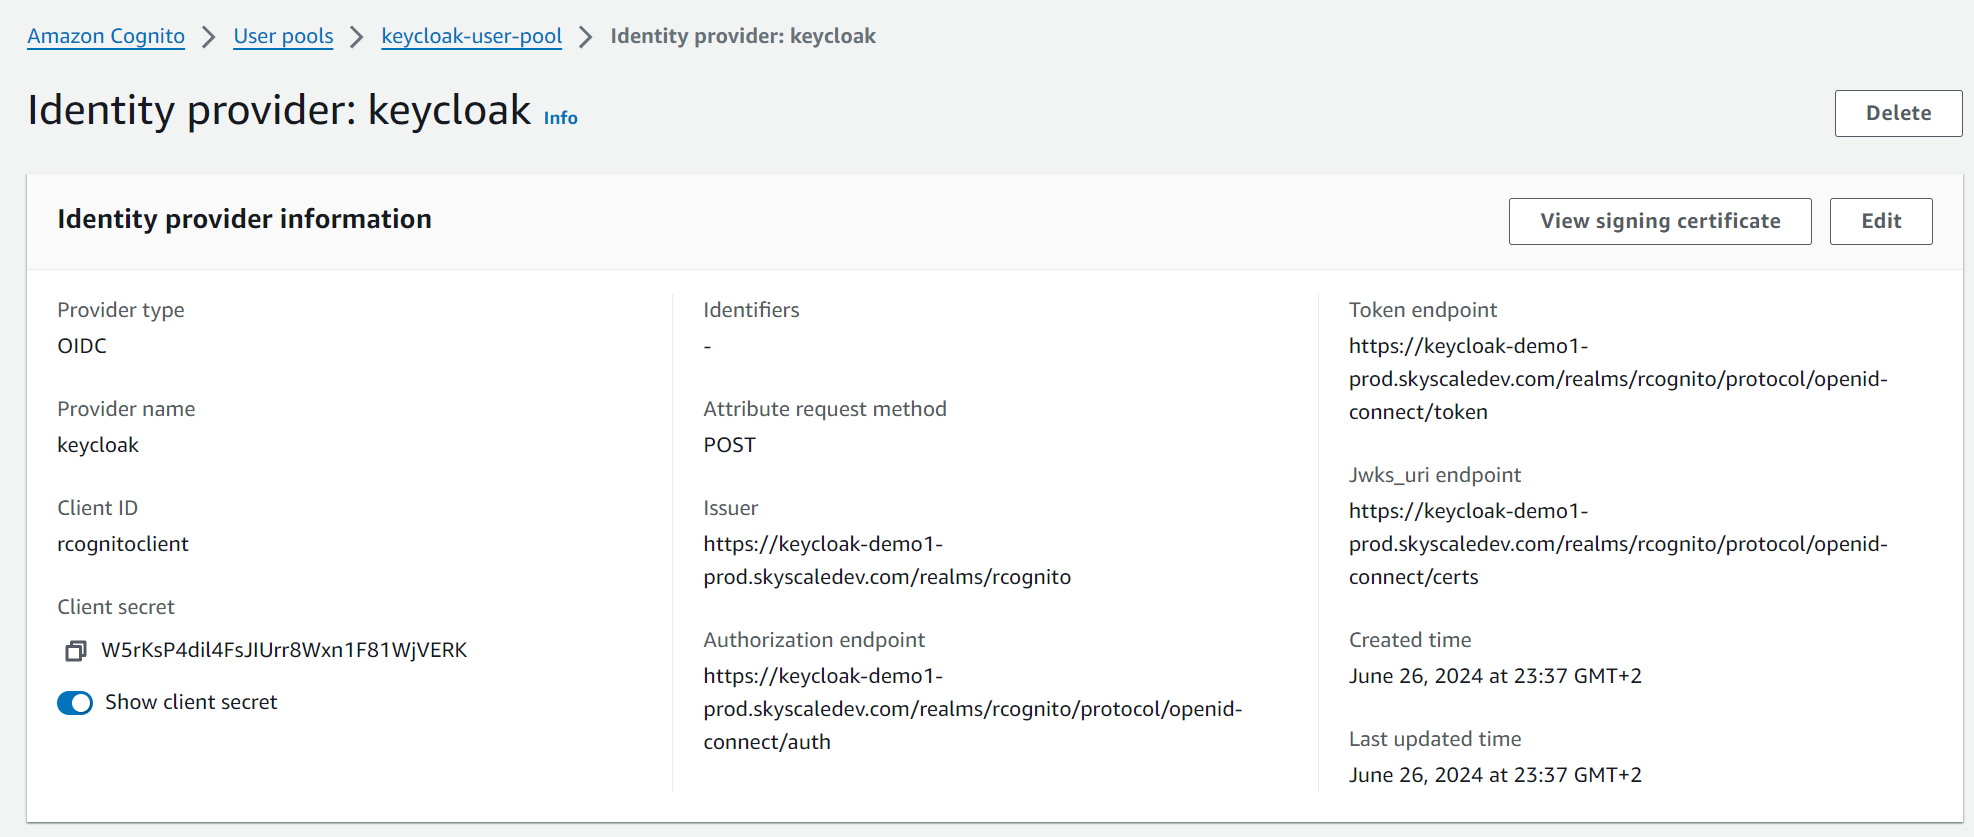 Amazon Cognito > User pools > keycloak-user-pool > Identity provider: keycloak
Identity provider: keycloak Info
Delete
Identity provider information
View signing certificate
Edit
Provider type
OIDC
Provider name
keycloak
Client ID
rcognitoclient
Client secret
W5rKsP4dil4FsJIUrr8Wxn1F81WjVERK
Show client secret
Identifiers
-
Attribute request method
POST
Issuer
https://keycloak-demo1-
prod.skyscaledev.com/realms/rcognito
Authorization endpoint
https://keycloak-demo1-
prod.skyscaledev.com/realms/rcognito/protocol/openid-
connect/auth
Token endpoint
https://keycloak-demo1-
prod.skyscaledev.com/realms/rcognito/protocol/openid-
connect/token
Jwks_uri endpoint
https://keycloak-demo1-
prod.skyscaledev.com/realms/rcognito/protocol/openid-
connect/certs
Created time
June 26, 2024 at 23:37 GMT+2
Last updated time
June 26, 2024 at 23:37 GMT+2